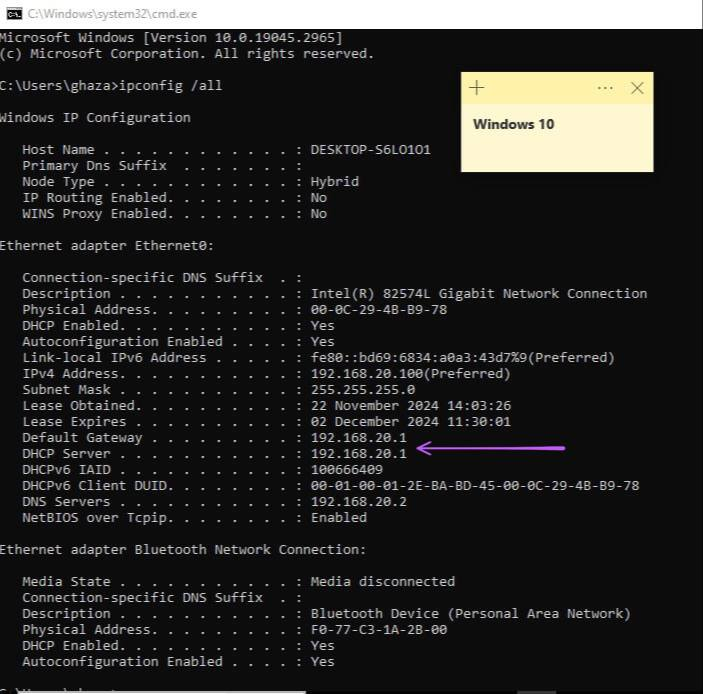 C:\Windows\system32\cmd.exe
Microsoft Windows [Version 10.0.19045.2965]
(c) Microsoft Corporation. All rights reserved.
C:\Users\ghaza>ipconfig /all
Windows 10
Windows IP Configuration
Host Name . . . . . . . . . . . . : DESKTOP-S6LO1O1
Primary Dns Suffix  . . . . . . . :
Node Type . . . . . . . . . . . . : Hybrid
IP Routing Enabled. . . . . . . . : No
WINS Proxy Enabled. . . . . . . . : No
Ethernet adapter Ethernet0:
Connection-specific DNS Suffix  . :
Description . . . . . . . . . . . : Intel(R) 82574L Gigabit Network Connection
Physical Address. . . . . . . . . : 00-0C-29-4B-B9-78
DHCP Enabled. . . . . . . . . . . : Yes
Autoconfiguration Enabled . . . . : Yes
Link-local IPv6 Address . . . . . : fe80::bd69:6834:a0a3:43d7%9(Preferred)
IPv4 Address. . . . . . . . . . . : 192.168.20.100(Preferred)
Subnet Mask . . . . . . . . . . . : 255.255.255.0
Lease Obtained. . . . . . . . . . : 22 November 2024 14:03:26
Lease Expires . . . . . . . . . . : 02 December 2024 11:30:01
Default Gateway . . . . . . . . . : 192.168.20.1
DHCP Server . . . . . . . . . . . : 192.168.20.1
DHCPv6 IAID . . . . . . . . . . . : 100666409
DHCPv6 Client DUID. . . . . . . . : 00-01-00-01-2E-BA-BD-45-00-0C-29-4B-B9-78
DNS Servers . . . . . . . . . . . : 192.168.20.2
NetBIOS over Tcpip. . . . . . . . : Enabled
Ethernet adapter Bluetooth Network Connection:
Media State . . . . . . . . . . . : Media disconnected
Connection-specific DNS Suffix  . :
Description . . . . . . . . . . . : Bluetooth Device (Personal Area Network)
Physical Address. . . . . . . . . : F0-77-C3-1A-2B-00
DHCP Enabled. . . . . . . . . . . : Yes
Autoconfiguration Enabled . . . . : Yes